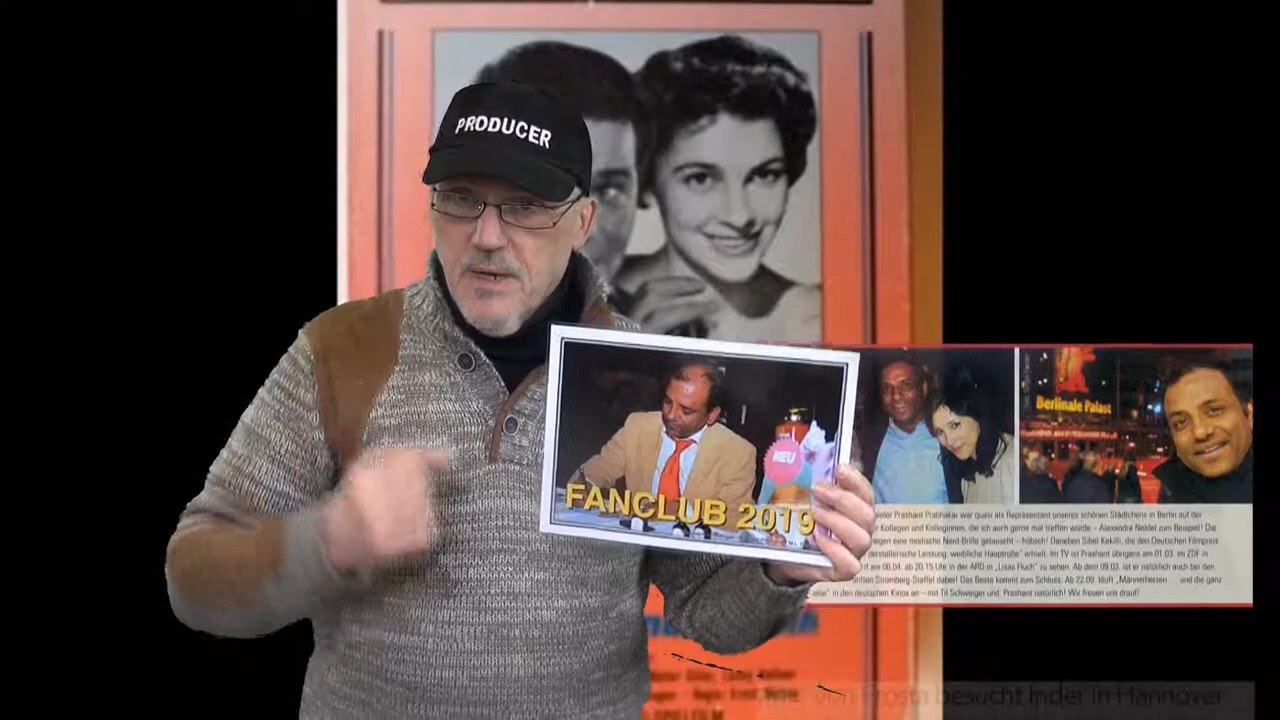 PRODUCER
NEU
FANCLUB 2019
Berlinale Palast
Prashant Prabhakar war quasi als Repräsentant unseres schönen Städtchens in Berlin auf der
Kollegen und Kolleginnen, die ich auch gerne mal treffen würde – Alexandra Neldel zum Beispiel! Die
eine modische Nerd-Brille getauscht – hübsch! Daneben Sibel Kekilli, die den Deutschen Filmpreis
Leistung: weibliche Hauptrolle" erhielt. Im TV ist Prashant übrigens am 01.03. im ZDF in
am 06.04. ab 20.15 Uhr in der ARD in „Lisas Fluch" zu sehen. Ab dem 09.03. ist er natürlich auch bei den
Stromberg-Staffel dabei! Das Beste kommt zum Schluss: Ab 22.09. läuft „Männerherzen und die ganz
in den deutschen Kinos an – mit Til Schweiger und Prashant natürlich! Wir freuen uns drauf!
von Frosta besucht Inder in Hannover
SPIELFILM